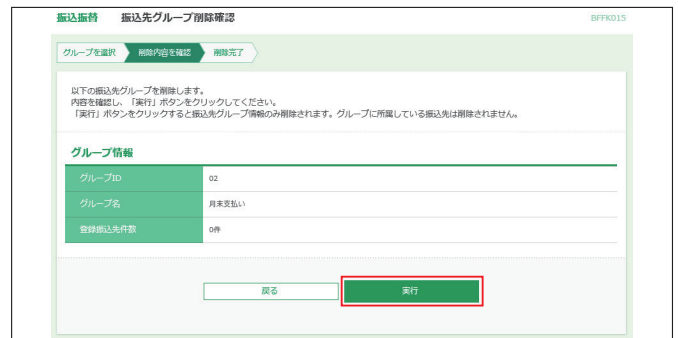 振込振替 振込先グループ削除確認 BFFK015
グループを選択 削除内容を確認 削除完了
以下の振込先グループを削除します。
内容を確認し、「実行」ボタンをクリックしてください。
「実行」ボタンをクリックすると振込先グループ情報のみ削除されます。グループに所属している振込先は削除されません。
グループ情報
グループID 02
グループ名 月末支払い
登録振込先件数 0件
戻る 実行